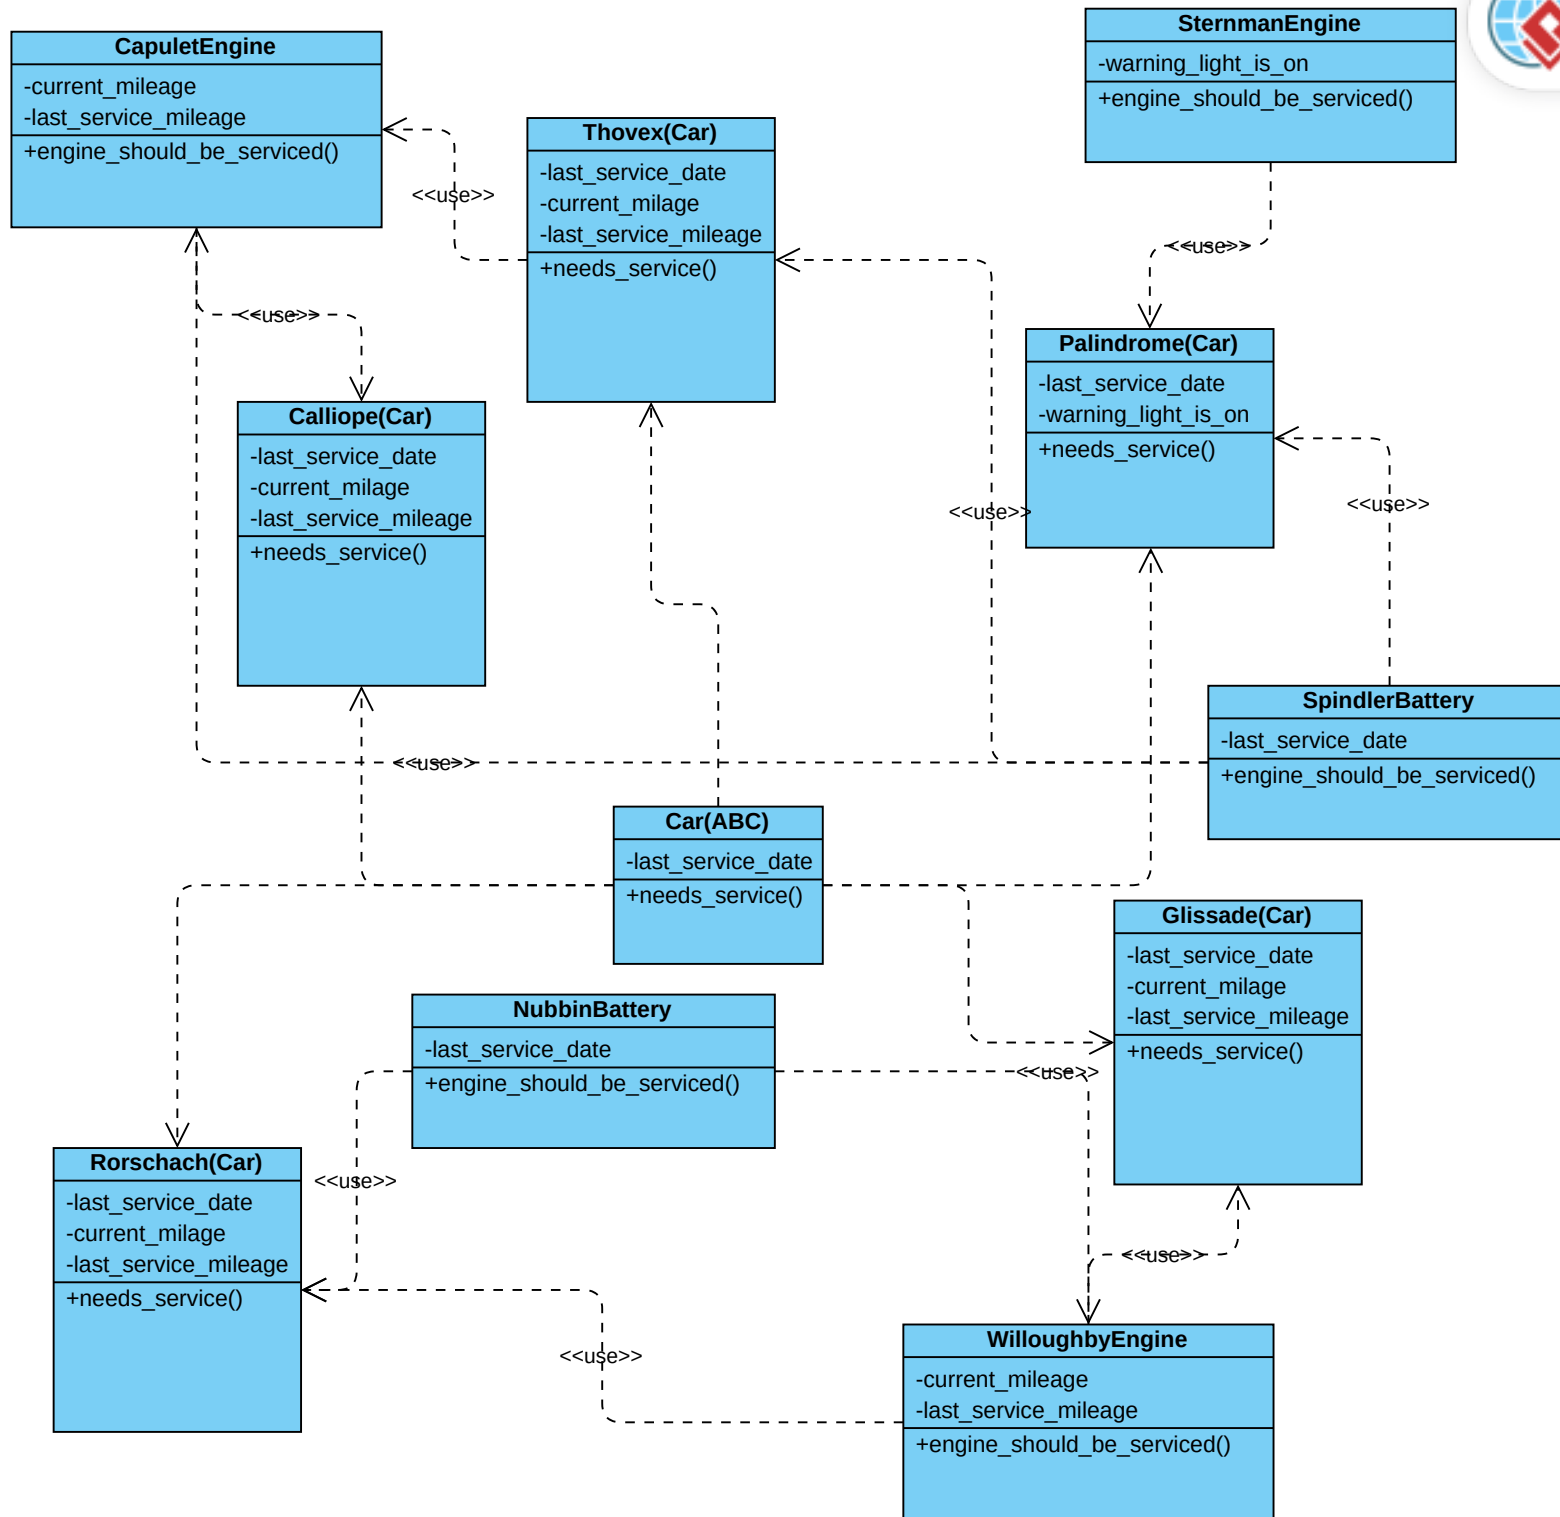 CapuletEngine
-current_mileage
-last_service_mileage
+engine_should_be_serviced()
SternmanEngine
-warning_light_is_on
+engine_should_be_serviced()
Thovex(Car)
-last_service_date
-current_milage
-last_service_mileage
+needs_service()
<<use>>
<<use>>
<<use>>
Palindrome(Car)
-last_service_date
-warning_light_is_on
+needs_service()
Calliope(Car)
-last_service_date
-current_milage
-last_service_mileage
+needs_service()
<<use>>
<<use>>
SpindlerBattery
-last_service_date
+engine_should_be_serviced()
<<use>>
Car(ABC)
-last_service_date
+needs_service()
Glissade(Car)
-last_service_date
-current_milage
-last_service_mileage
+needs_service()
NubbinBattery
-last_service_date
+engine_should_be_serviced()
<<use>>
Rorschach(Car)
-last_service_date
-current_milage
-last_service_mileage
+needs_service()
<<use>>
<<use>>
<<use>>
WilloughbyEngine
-current_mileage
-last_service_mileage
+engine_should_be_serviced()